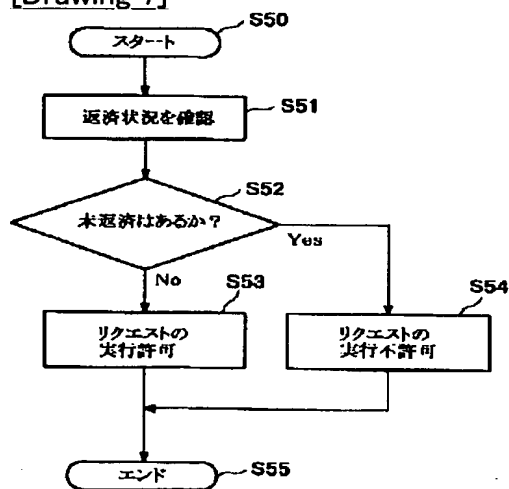 [Drawing 7]
S50
スタート
S51
返済状況を確認
S52
未返済はあるか?
Yes
No
S53
リクエストの
実行許可
S54
リクエストの
実行不許可
エンド
S55